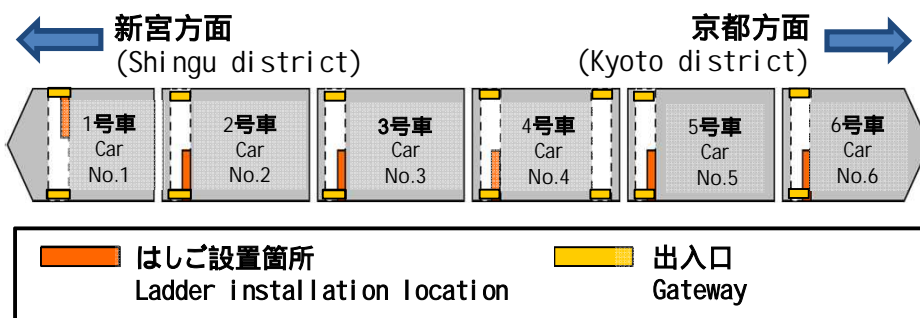 新宮方面
(Shingu district)
京都方面
(Kyoto district)
1号車
Car
No.1
2号車
Car
No.2
3号車
Car
No.3
4号車
Car
No.4
5号車
Car
No.5
6号車
Car
No.6
はしご設置箇所
Ladder installation location
出入口
Gateway